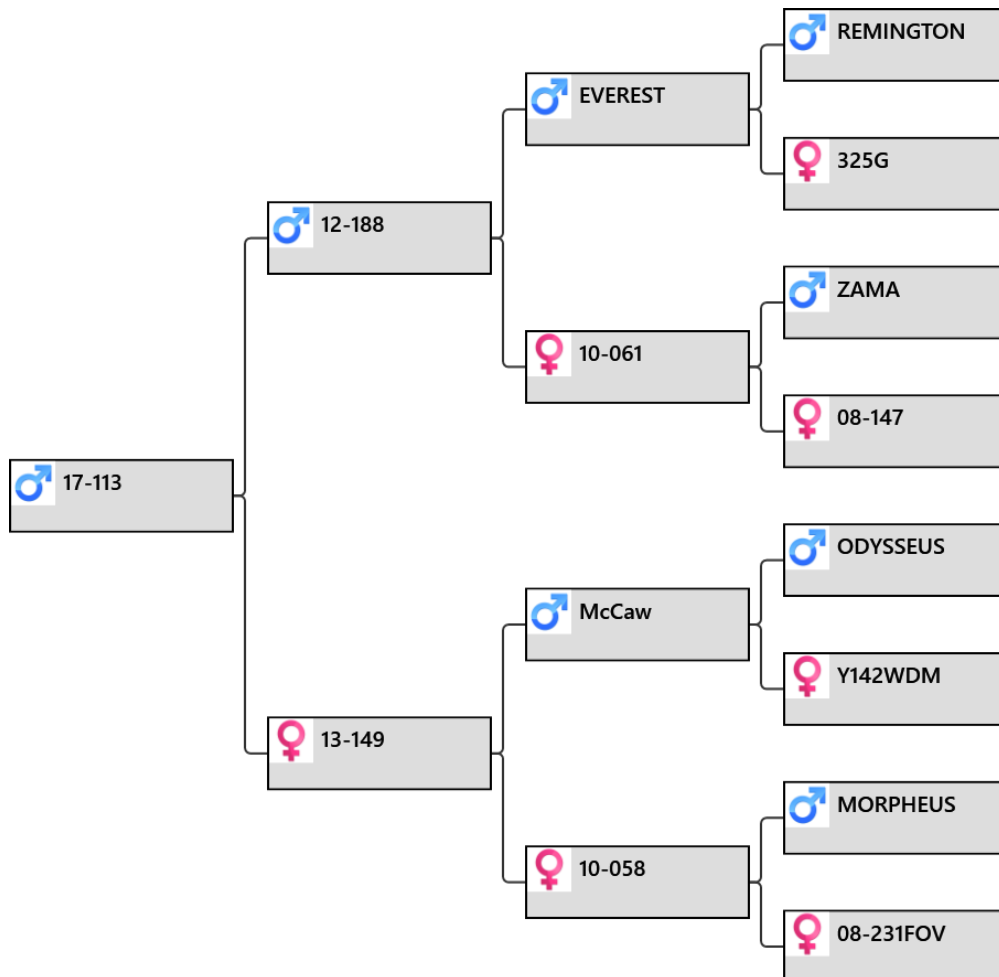 REMINGTON
EVEREST
325G
12-188
ZAMA
10-061
08-147
17-113
ODYSSEUS
McCaw
Y142WDM
13-149
MORPHEUS
10-058
08-231FOV